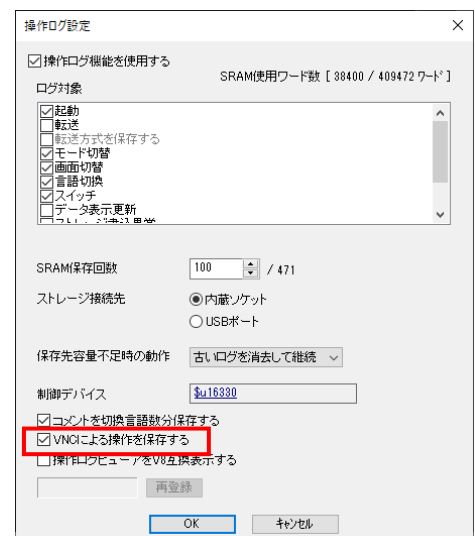 操作ログ設定
操作ログ機能を使用する
SRAM使用ワード数 [ 38400 / 409472 ワード ]
ログ対象
起動
転送
転送方式を保存する
モード切替
画面切替
言語切換
スイッチ
データ表示更新
SRAM保存回数 100 / 471
ストレージ接続先 内蔵ソケット
USBポート
保存先容量不足時の動作 古いログを消去して継続
制御デバイス $u16330
コメントを切換言語数分保存する
VNCによる操作を保存する
操作ログビューアをV8互換表示する
再登録
OK キャンセル